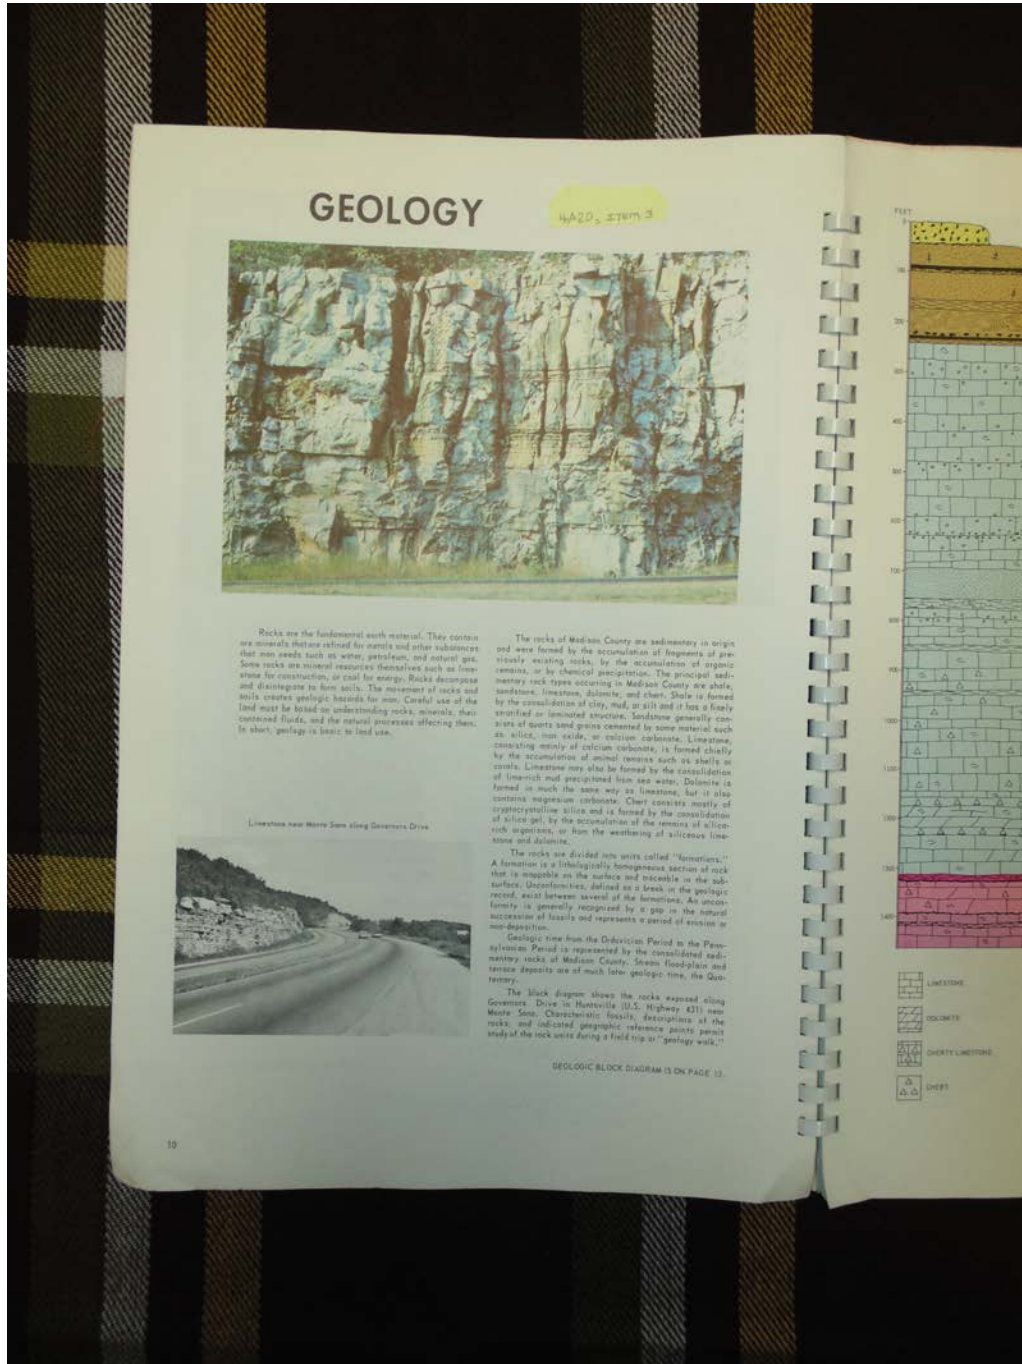 GEOLOGY
4A20, ITEM 3
Rocks are the fundamental earth material. They contain
ore minerals that are refined for metals and other substances
that man needs such as water, petroleum, and natural gas.
Some rocks are mineral resources themselves such as lime-
stone for construction, or coal for energy. Rocks decompose
and disintegrate to form soils. The movement of rocks and
soils creates geologic hazards for man. Careful use of the
land must be based on understanding rocks, minerals, their
contained fluids, and the natural processes affecting them.
In short, geology is basic to land use.
Limestone near Monte Sano along Governors Drive.
10
The rocks of Madison County are sedimentary in origin
and were formed by the accumulation of fragments of pre-
viously existing rocks, by the accumulation of organic
remains, or by chemical precipitation. The principal sedi-
mentary rock types occurring in Madison County are shale,
sandstone, limestone, dolomite, and chert. Shale is formed
by the consolidation of clay, mud, or silt and it has a finely
stratified or laminated structure. Sandstone generally con-
sists of quartz sand grains cemented by some material such
as silica, iron oxide, or calcium carbonate. Limestone,
consisting mainly of calcium carbonate, is formed chiefly
by the accumulation of animal remains such as shells or
corals. Limestone may also be formed by the consolidation
of lime-rich mud precipitated from sea water. Dolomite is
formed in much the same way as limestone, but it also
contains magnesium carbonate. Chert consists mostly of
cryptocrystalline silica and is formed by the consolidation
of silica gel, by the accumulation of the remains of silica-
rich organisms, or from the weathering of siliceous lime-
stone and dolomite.
The rocks are divided into units called "formations."
A formation is a lithologically homogeneous section of rock
that is mappable on the surface and traceable in the sub-
surface. Unconformities, defined as a break in the geologic
record, exist between several of the formations. An uncon-
formity is generally recognized by a gap in the natural
succession of fossils and represents a period of erosion or
non-deposition.
Geologic time from the Ordovician Period to the Penn-
sylvanian Period is represented by the consolidated sedi-
mentary rocks of Madison County. Stream flood-plain and
terrace deposits are of much later geologic time, the Qua-
ternary.
The block diagram shows the rocks exposed along
Governors Drive in Huntsville (U.S. Highway 431) near
Monte Sano. Characteristic fossils, descriptions of the
rocks, and indicated geographic reference points permit
study of the rock units during a field trip or "geology walk."
GEOLOGIC BLOCK DIAGRAM IS ON PAGE 12.
FEET
0
100
200
300
400
500
600
700
800
900
1000
1100
1200
1300
1400
LIMESTONE
DOLOMITE
CHERTY LIMESTONE
CHERT